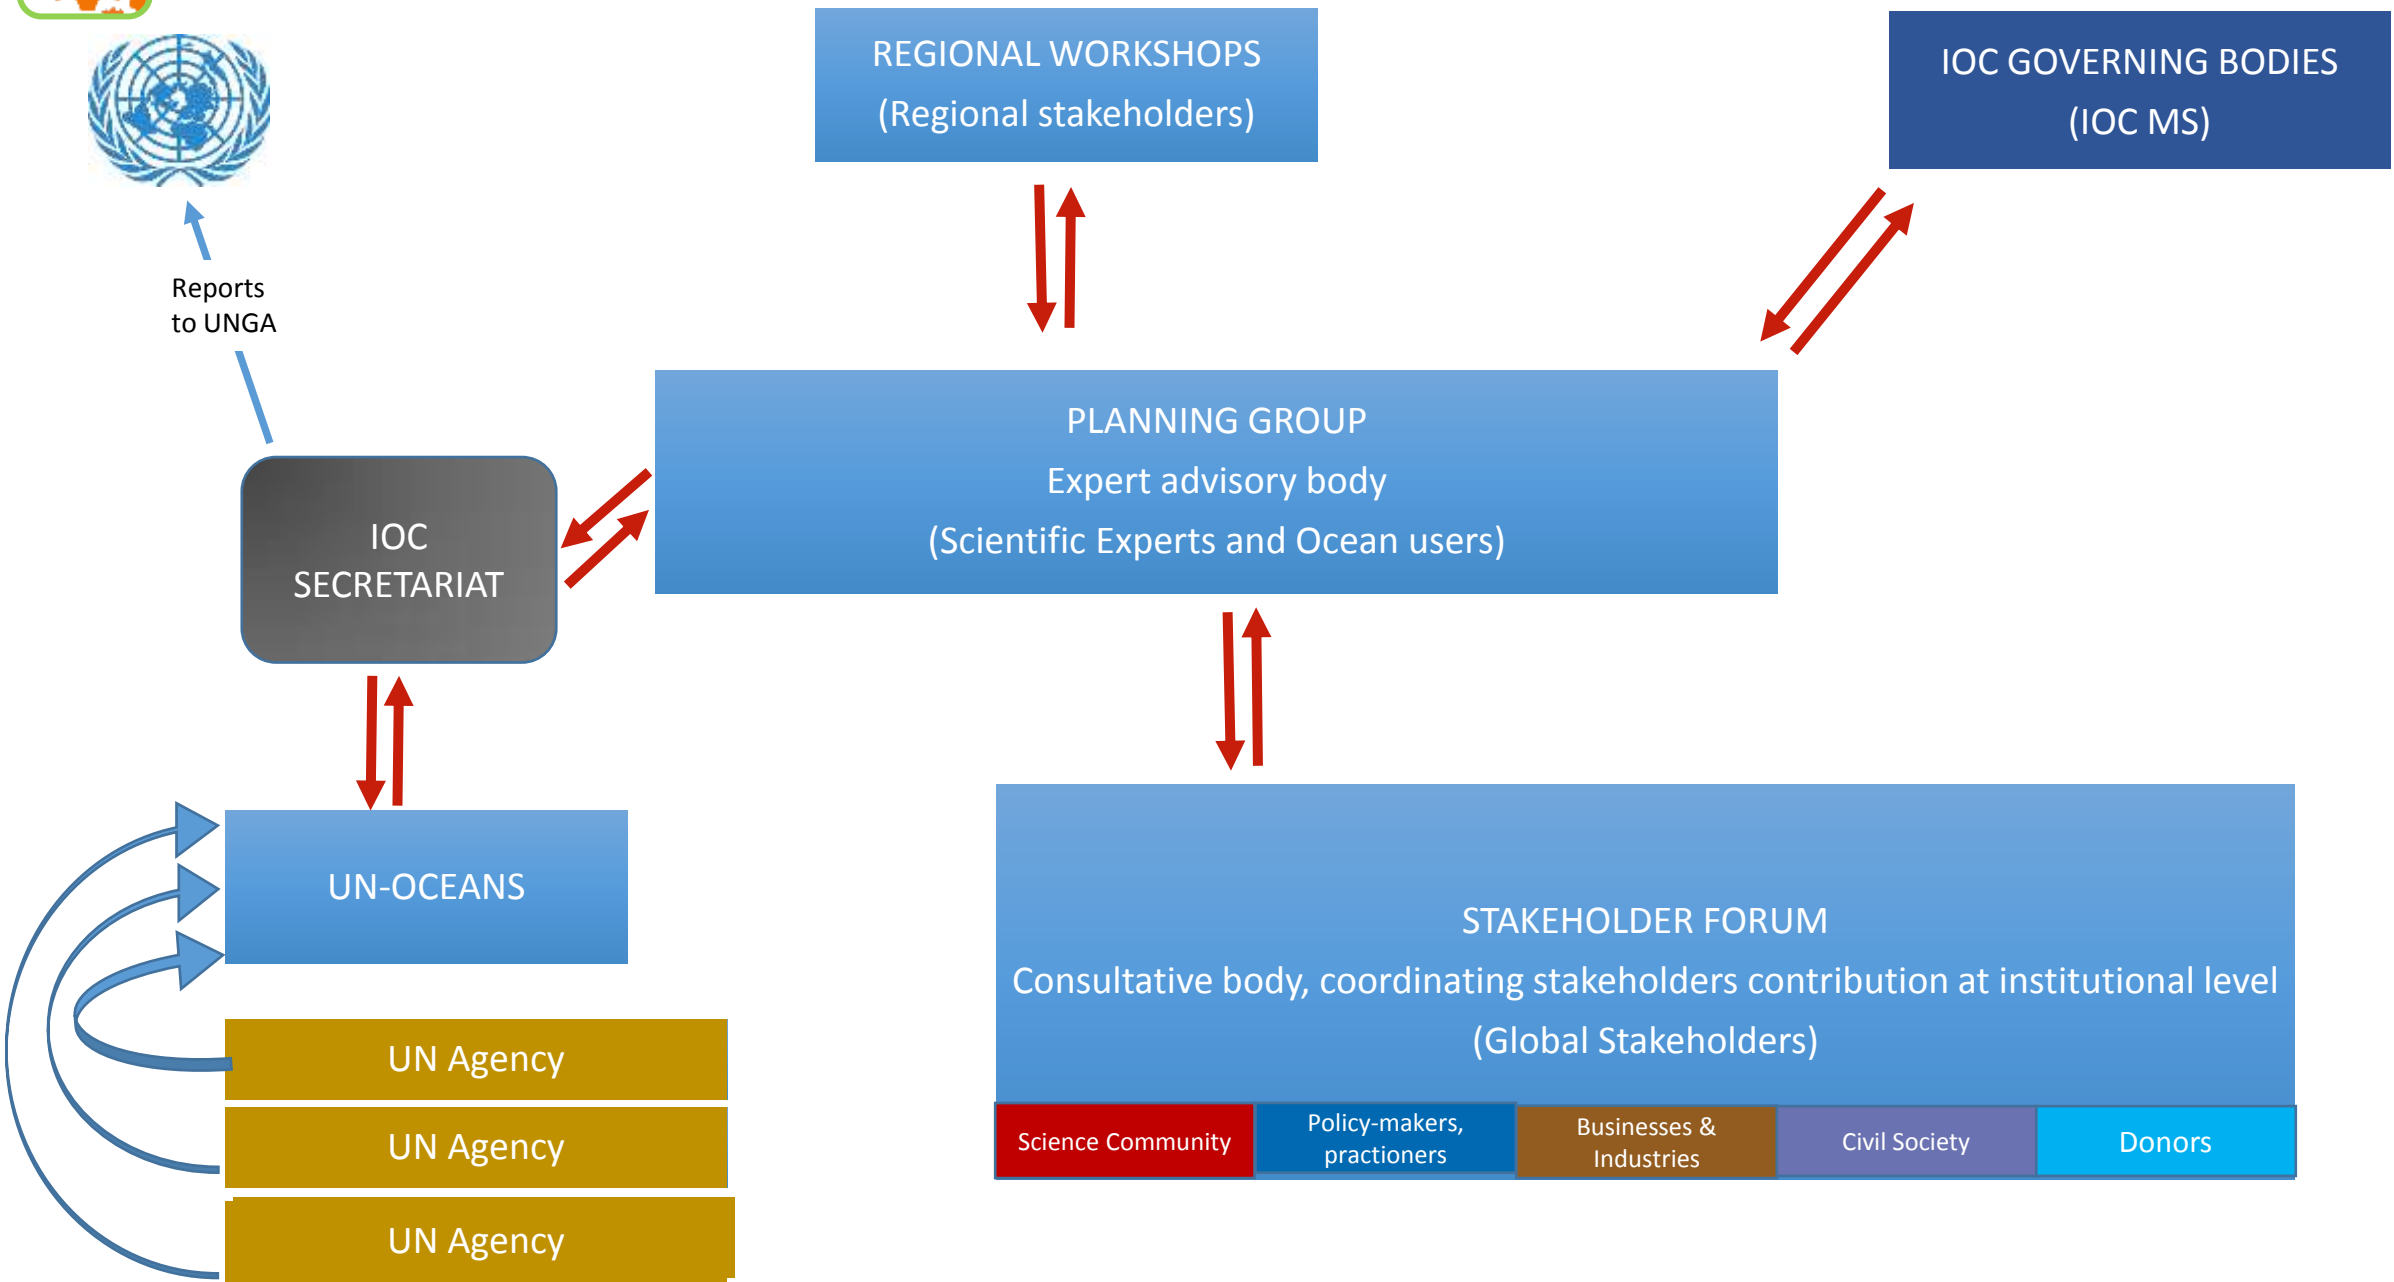 REGIONAL WORKSHOPS
(Regional stakeholders)
IOC GOVERNING BODIES
(IOC MS)
Reports
to UNGA
PLANNING GROUP
Expert advisory body
(Scientific Experts and Ocean users)
IOC
SECRETARIAT
UN-OCEANS
STAKEHOLDER FORUM
Consultative body, coordinating stakeholders contribution at institutional level
(Global Stakeholders)
UN Agency
UN Agency
UN Agency
Science Community
Policy-makers,
practioners
Businesses &
Industries
Civil Society
Donors